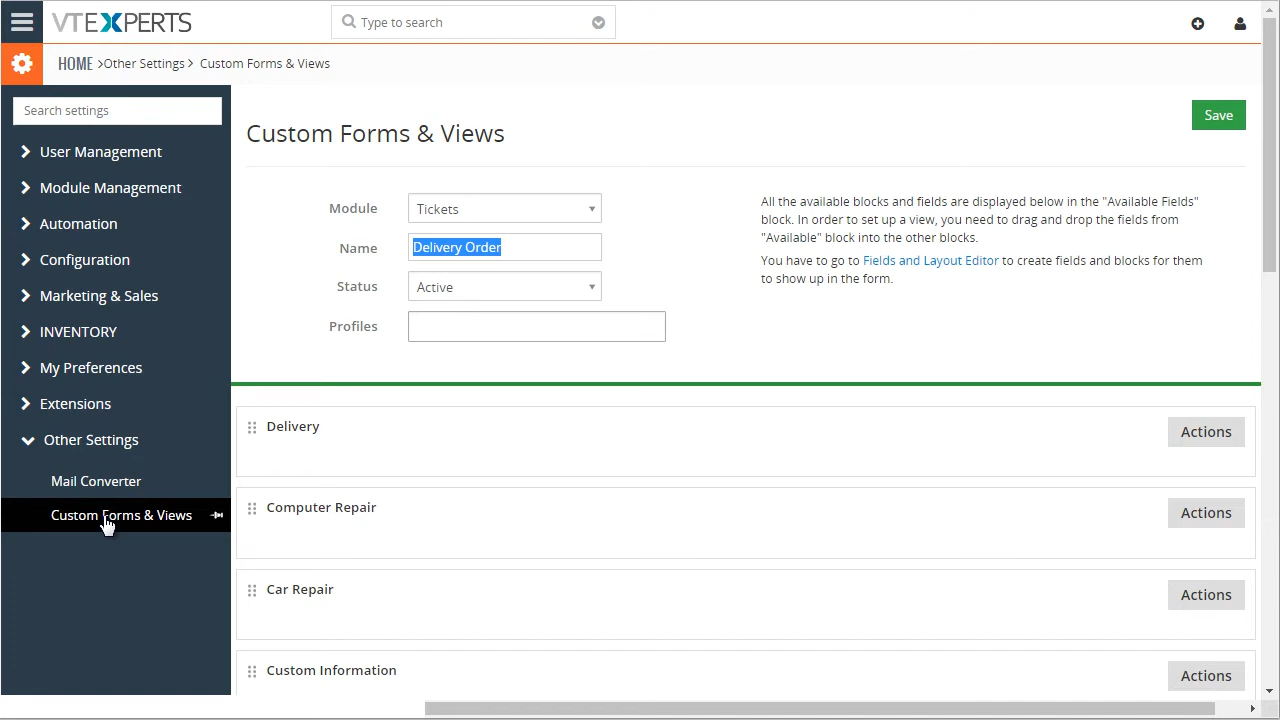 VTEXPERTS
Type to search
HOME >Other Settings > Custom Forms & Views
Search settings
User Management
Module Management
Automation
Configuration
Marketing & Sales
INVENTORY
My Preferences
Extensions
Other Settings
Mail Converter
Custom Forms & Views
Save
Custom Forms & Views
Module Tickets
Name Delivery Order
Status Active
Profiles
All the available blocks and fields are displayed below in the "Available Fields"
block. In order to set up a view, you need to drag and drop the fields from
"Available" block into the other blocks.
You have to go to Fields and Layout Editor to create fields and blocks for them
to show up in the form.
Delivery Actions
Computer Repair Actions
Car Repair Actions
Custom Information Actions